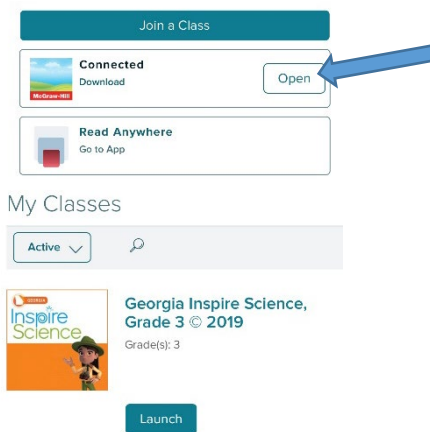 Join a Class
Connected
Download
Open
McGraw-Hill
Read Anywhere
Go to App
My Classes
Active
GEORGIA
Inspire
Science
Georgia Inspire Science,
Grade 3 © 2019
Grade(s): 3
Launch